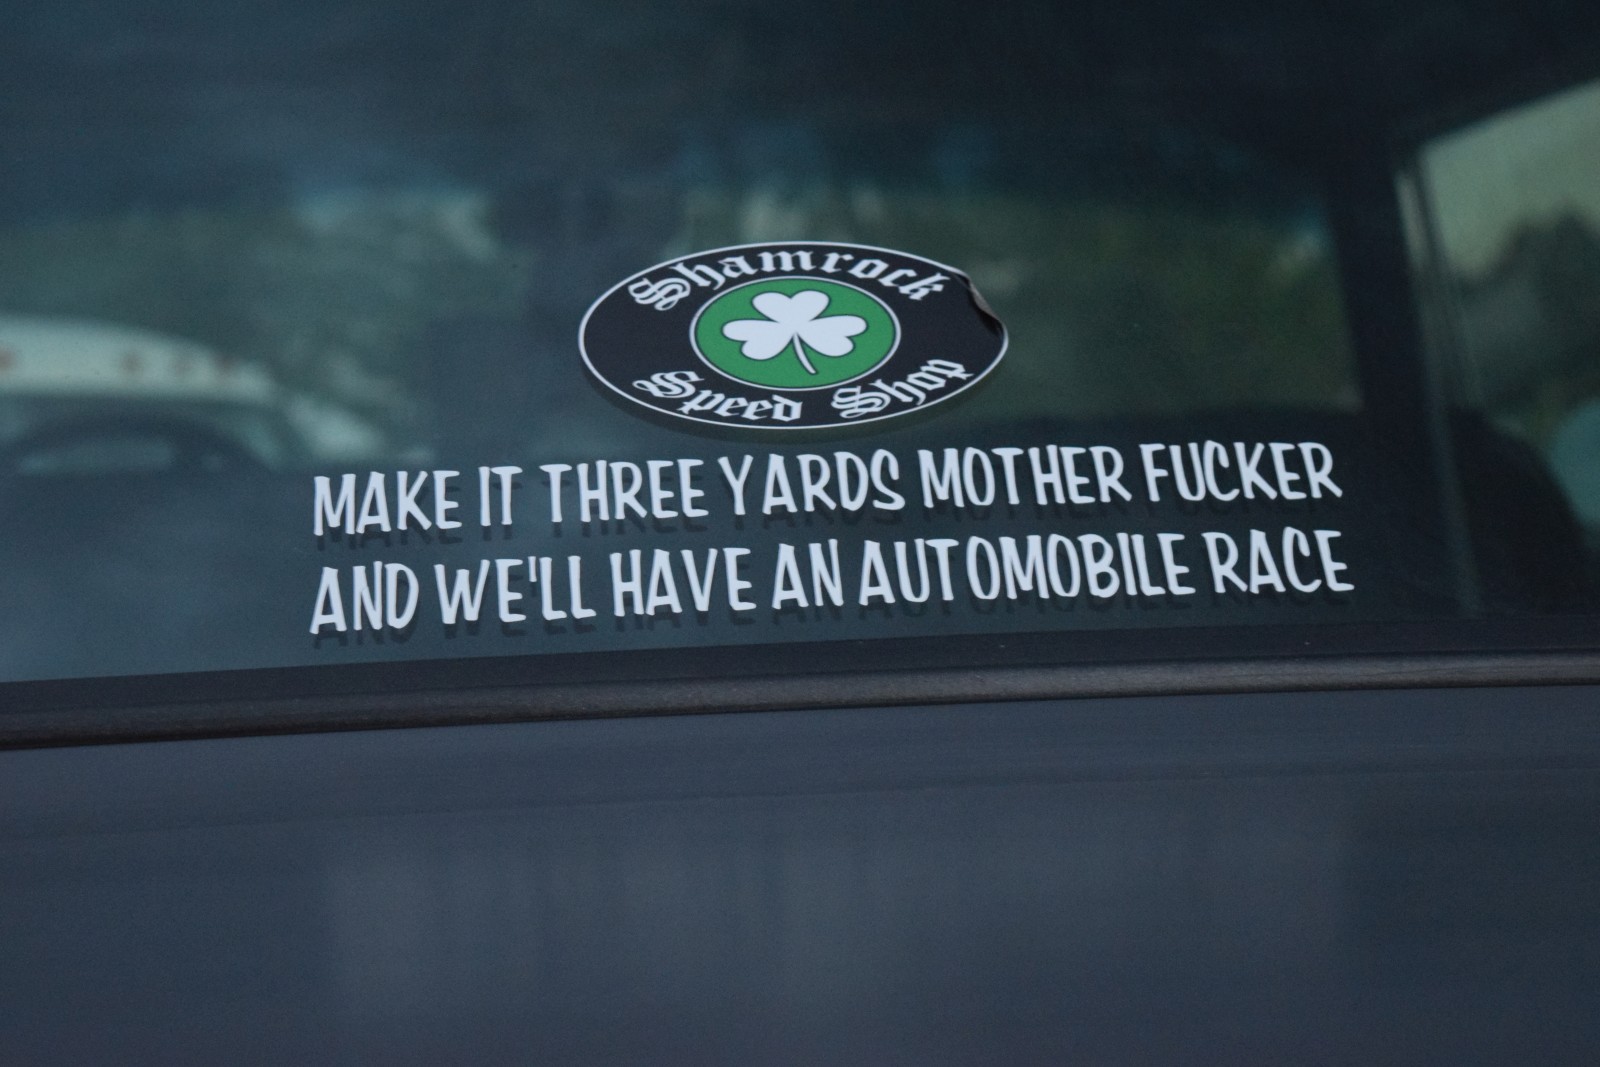 Shamrock
Speed Shop
MAKE IT THREE YARDS MOTHER FUCKER
AND WE'LL HAVE AN AUTOMOBILE RACE